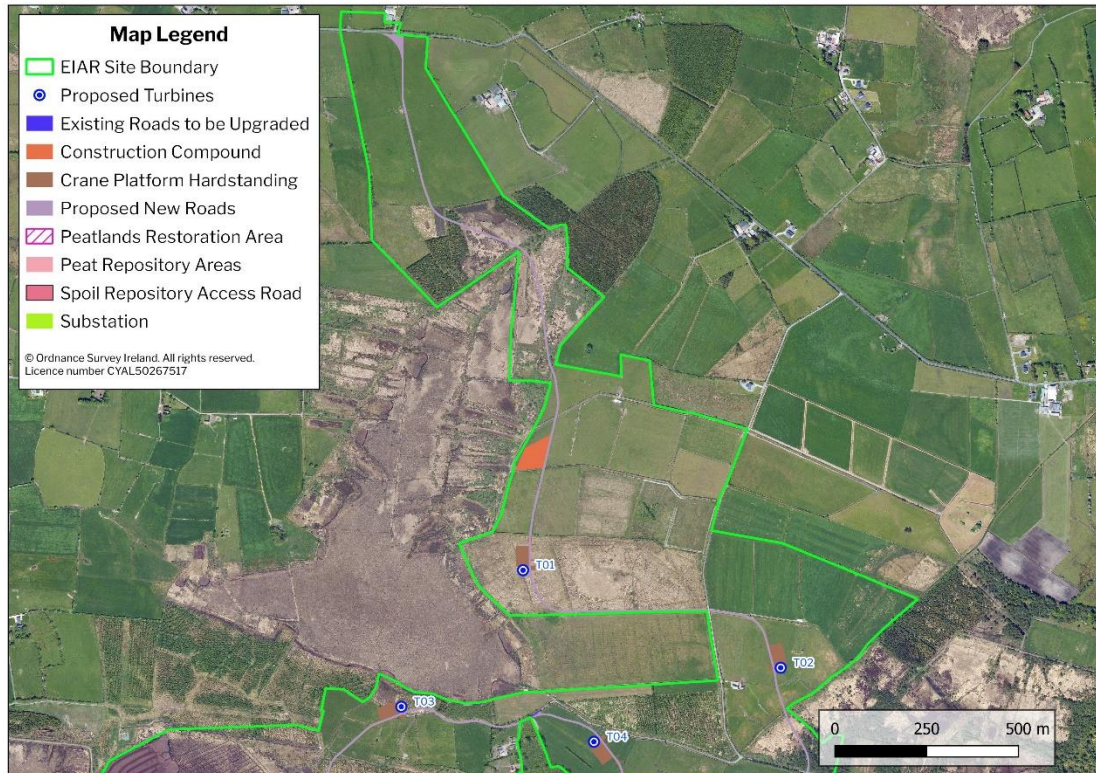 Map Legend
EIAR Site Boundary
Proposed Turbines
Existing Roads to be Upgraded
Construction Compound
Crane Platform Hardstanding
Proposed New Roads
Peatlands Restoration Area
Peat Repository Areas
Spoil Repository Access Road
Substation
© Ordnance Survey Ireland. All rights reserved.
Licence number CYAL50267517
T01
T02
T03
T04
0 250 500 m